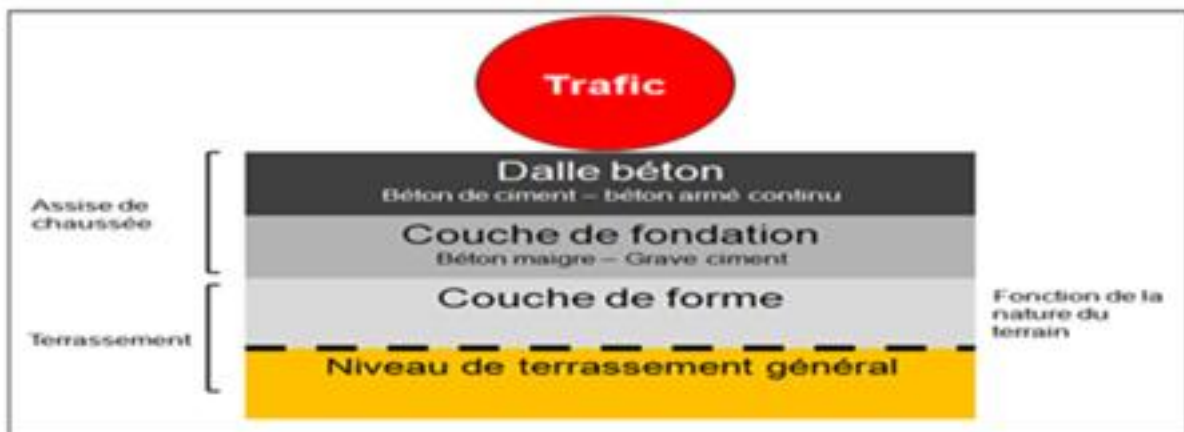 Trafic
Dalle béton
Béton de ciment – béton armé continu
Assise de
chaussée
Couche de fondation
Béton maigre – Grave ciment
Couche de forme
Fonction de la
nature du
terrain
Terrassement
Niveau de terrassement général